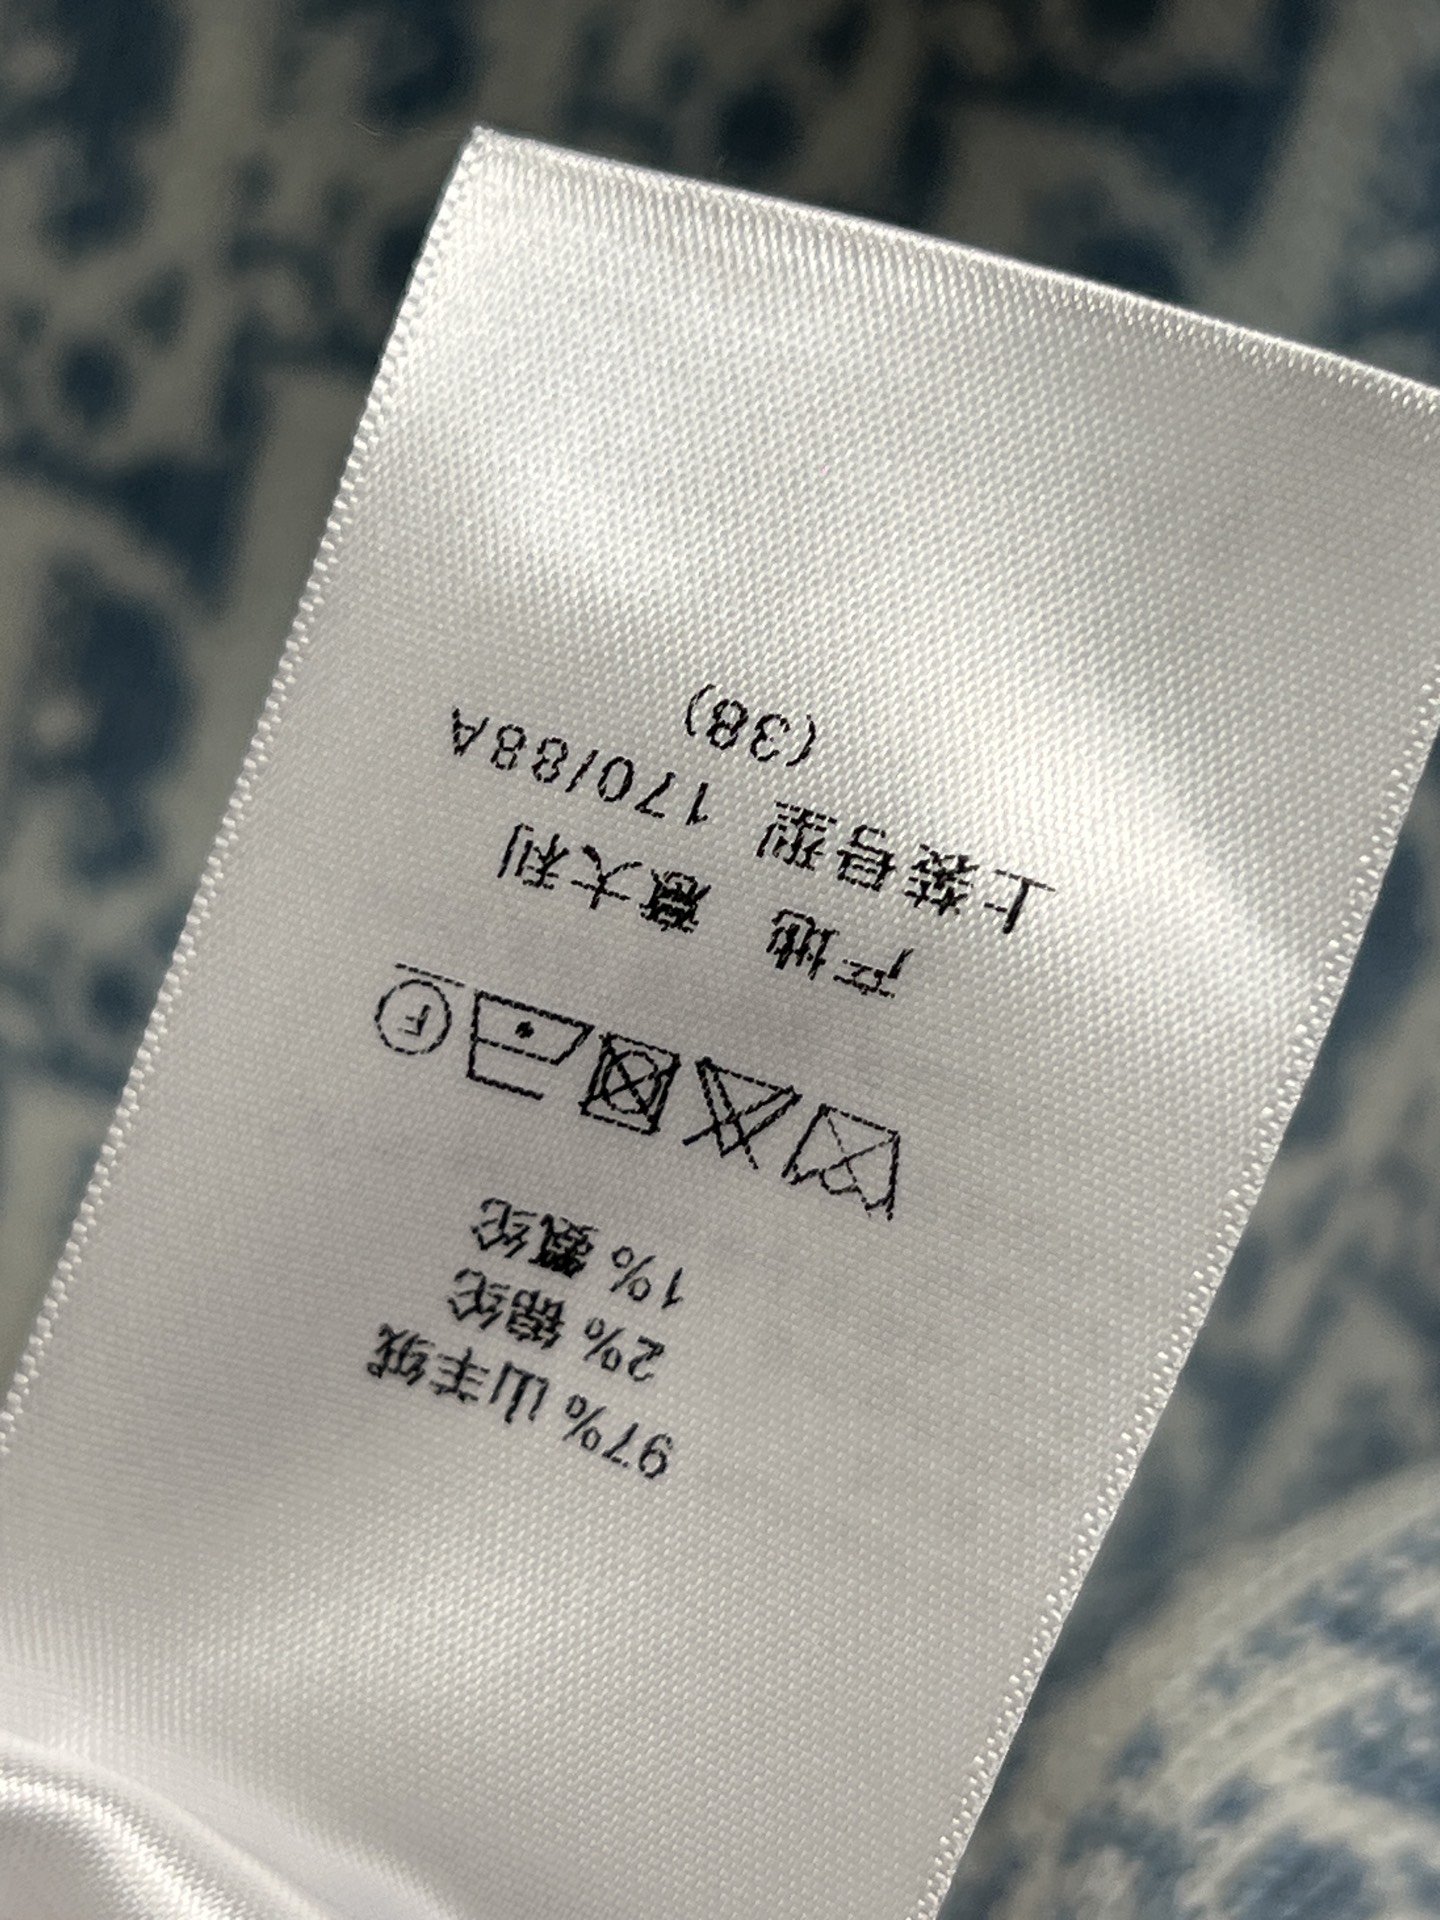 97% 山羊绒
2% 锦纶
1% 氨纶
F
产地 意大利
上装号型 170/88A
(38)